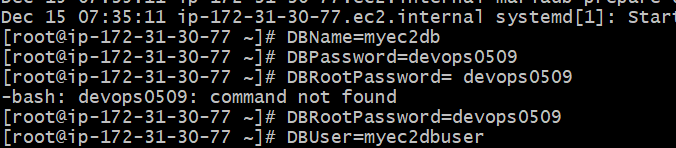 Dec 15 07:35:11 ip-172-31-30-77.ec2.internal systemd[1]: Star
[root@ip-172-31-30-77 ~]# DBName=myec2db
[root@ip-172-31-30-77 ~]# DBPassword=devops0509
[root@ip-172-31-30-77 ~]# DBRootPassword= devops0509
-bash: devops0509: command not found
[root@ip-172-31-30-77 ~]# DBRootPassword=devops0509
[root@ip-172-31-30-77 ~]# DBUser=myec2dbuser